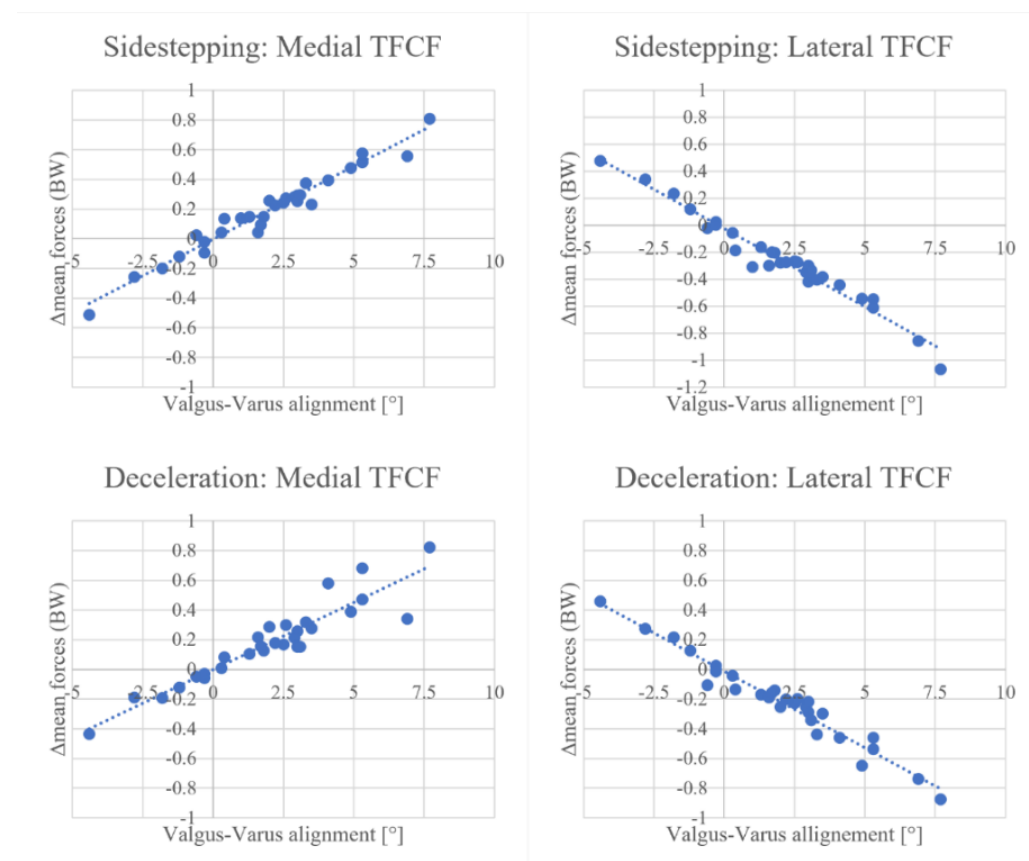 Sidestepping: Medial TFCF
Δmean forces (BW)
1
0.8
0.6
0.4
0.2
0
-0.2
-0.4
-0.6
-0.8
-1
-5 -2.5 0 2.5 5 7.5 10
Valgus-Varus alignment [°]
Sidestepping: Lateral TFCF
Δmean forces (BW)
1
0.8
0.6
0.4
0.2
0
-0.2
-0.4
-0.6
-0.8
-1
-1.2
-5 -2.5 0 2.5 5 7.5 10
Valgus-Varus allignement [°]
Deceleration: Medial TFCF
Δmean forces (BW)
1
0.8
0.6
0.4
0.2
0
-0.2
-0.4
-0.6
-0.8
-1
-5 -2.5 0 2.5 5 7.5 10
Valgus-Varus alignment [°]
Deceleration: Lateral TFCF
Δmean forces (BW)
1
0.8
0.6
0.4
0.2
0
-0.2
-0.4
-0.6
-0.8
-1
-5 -2.5 0 2.5 5 7.5 10
Valgus-Varus allignement [°]